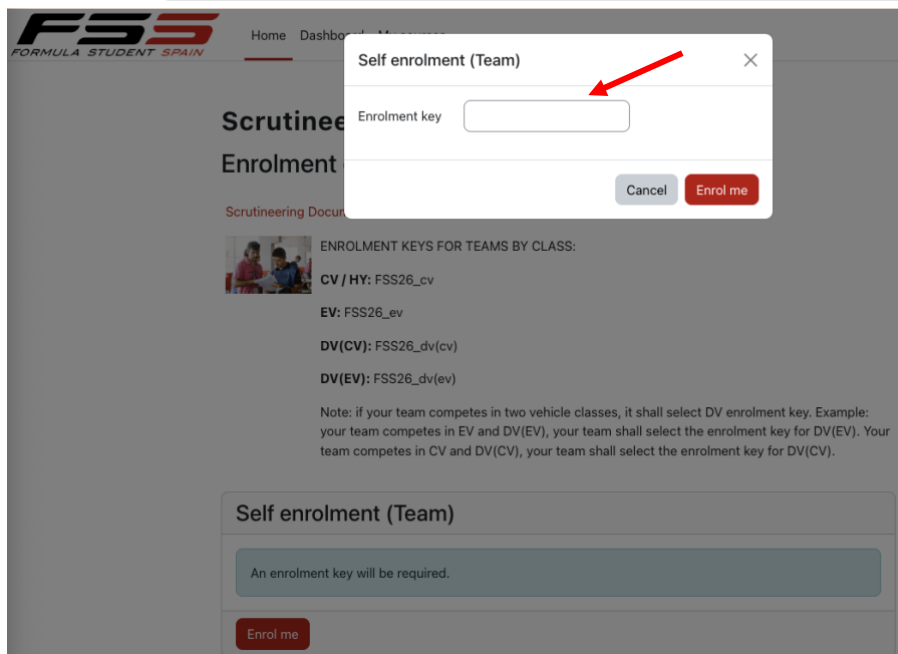 FSS
FORMULA STUDENT SPAIN
Home Dashbo
Self enrolment (Team)
Enrolment key
Cancel Enrol me
Scrutinee
Enrolment
Scrutineering Docum
ENROLMENT KEYS FOR TEAMS BY CLASS:
CV / HY: FSS26_cv
EV: FSS26_ev
DV(CV): FSS26_dv(cv)
DV(EV): FSS26_dv(ev)
Note: if your team competes in two vehicle classes, it shall select DV enrolment key. Example:
your team competes in EV and DV(EV), your team shall select the enrolment key for DV(EV). Your
team competes in CV and DV(CV), your team shall select the enrolment key for DV(CV).
Self enrolment (Team)
An enrolment key will be required.
Enrol me